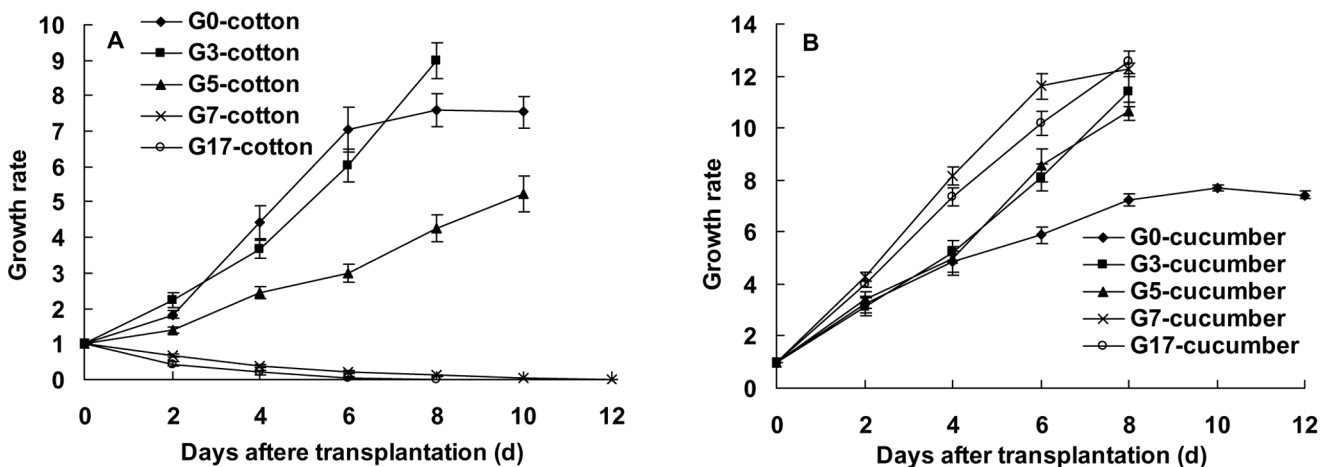 A
G0-cotton
G3-cotton
G5-cotton
G7-cotton
G17-cotton
Growth rate
10
9
8
7
6
5
4
3
2
1
0
0 2 4 6 8 10 12
Days aftere transplantation (d)
B
G0-cucumber
G3-cucumber
G5-cucumber
G7-cucumber
G17-cucumber
Growth rate
14
12
10
8
6
4
2
0
0 2 4 6 8 10 12
Days after transplantation (d)